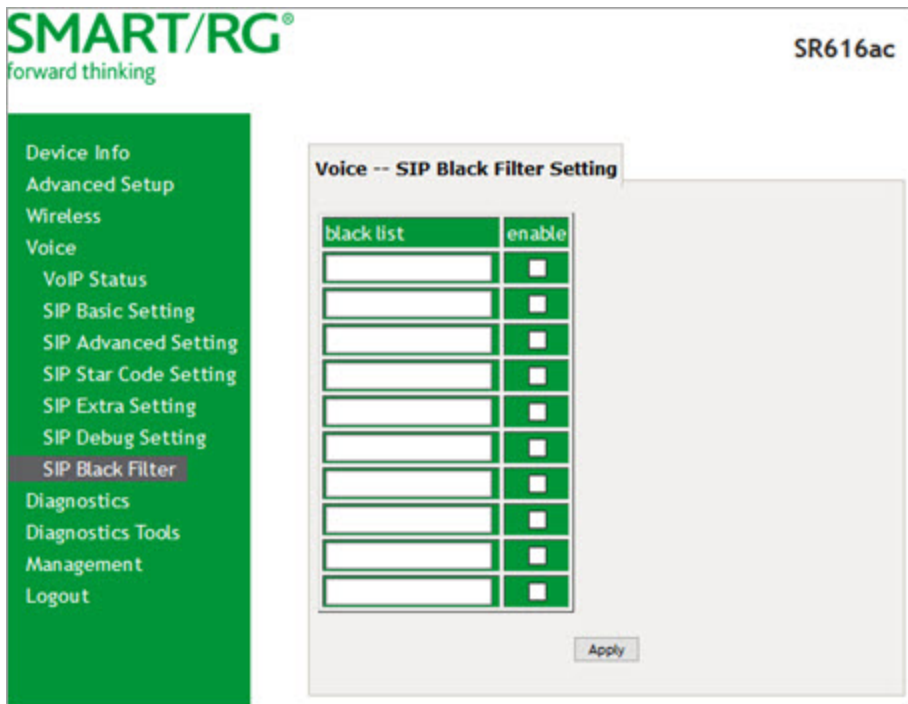 SMART/RG®
forward thinking
SR616ac
Device Info
Advanced Setup
Wireless
Voice
VoIP Status
SIP Basic Setting
SIP Advanced Setting
SIP Star Code Setting
SIP Extra Setting
SIP Debug Setting
SIP Black Filter
Diagnostics
Diagnostics Tools
Management
Logout
Voice -- SIP Black Filter Setting
black list enable
Apply